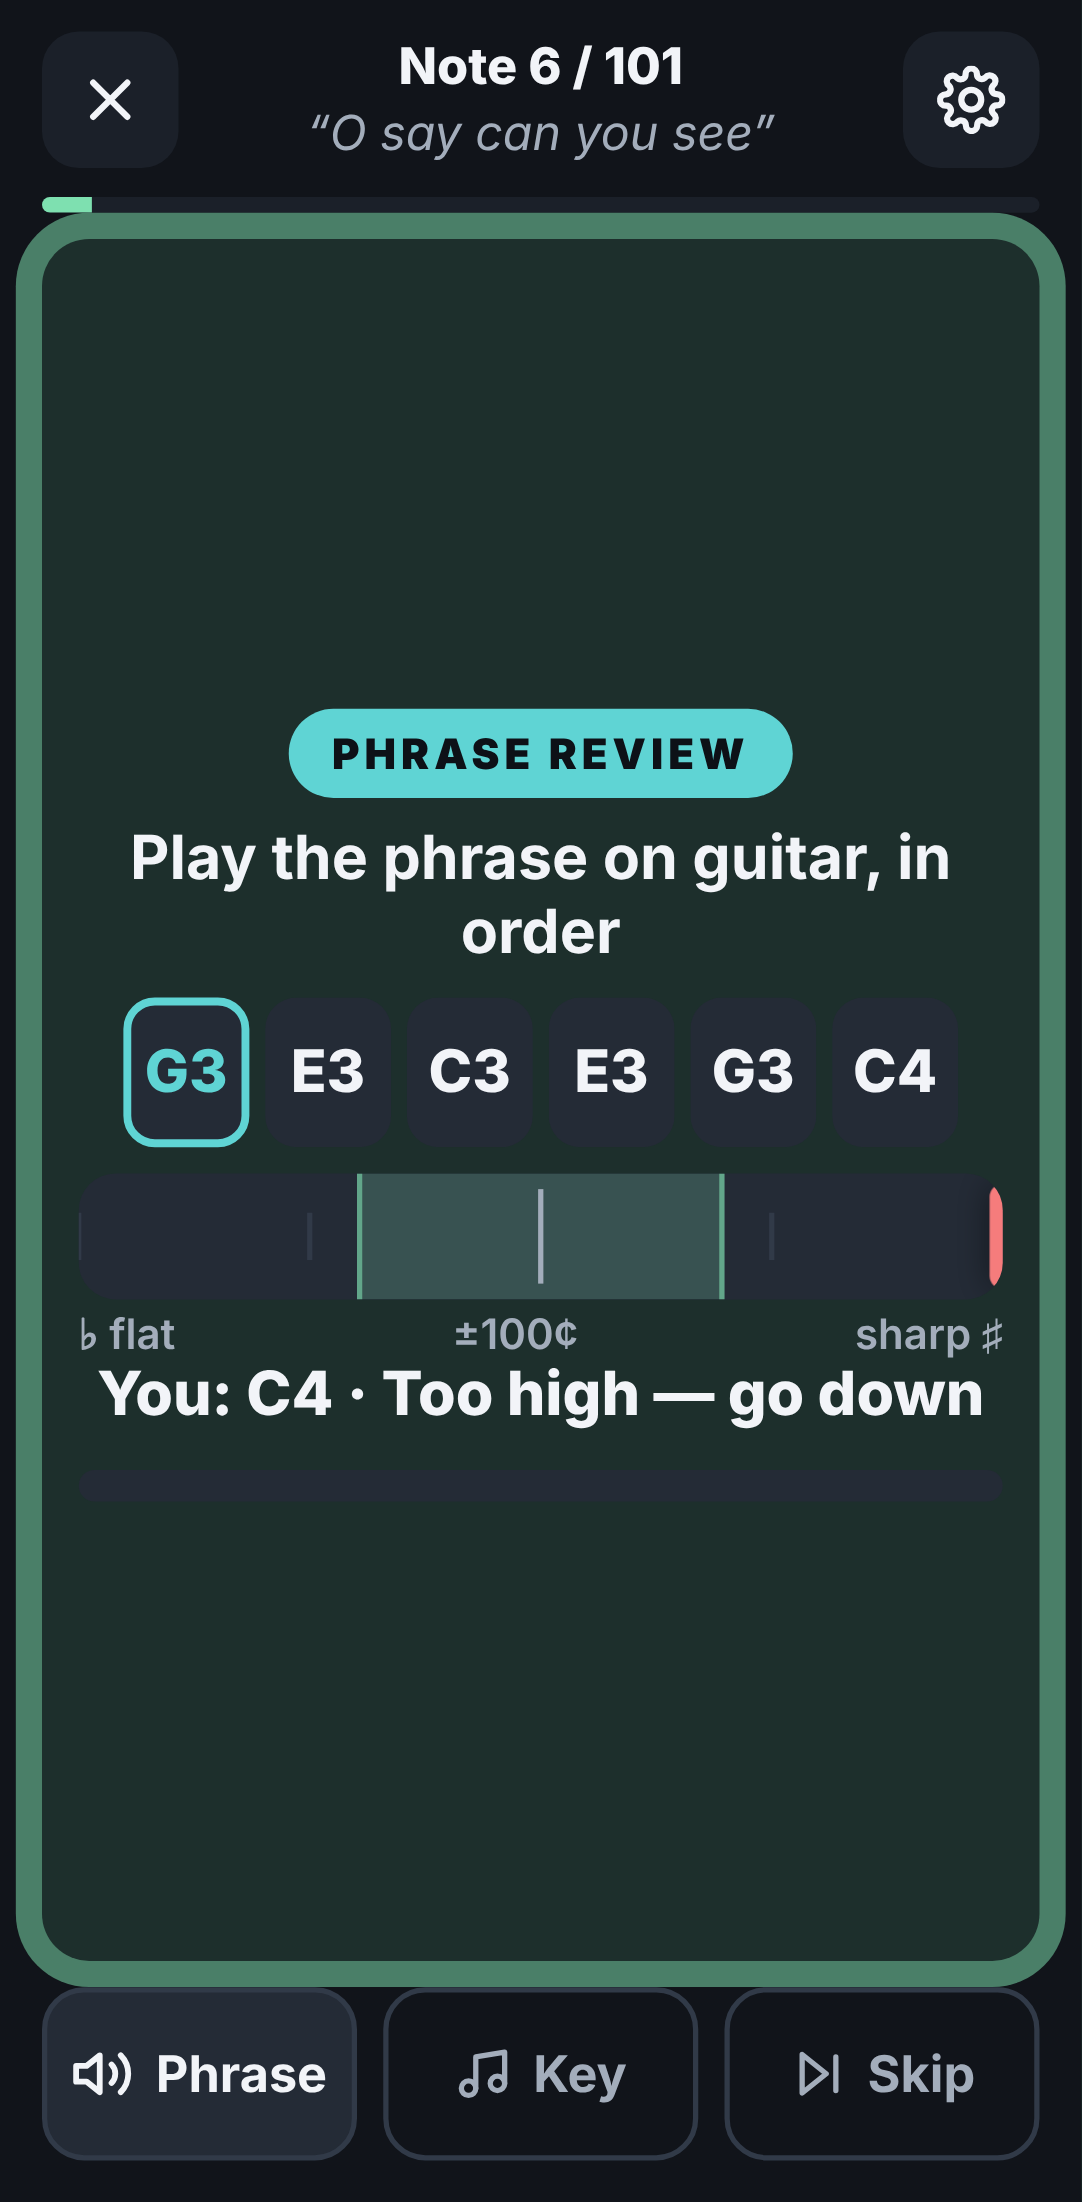 Note 6 / 101
“O say can you see”
PHRASE REVIEW
Play the phrase on guitar, in
order
G3 E3 C3 E3 G3 C4
♭ flat ±100¢ sharp ♯
You: C4 · Too high — go down
Phrase Key Skip